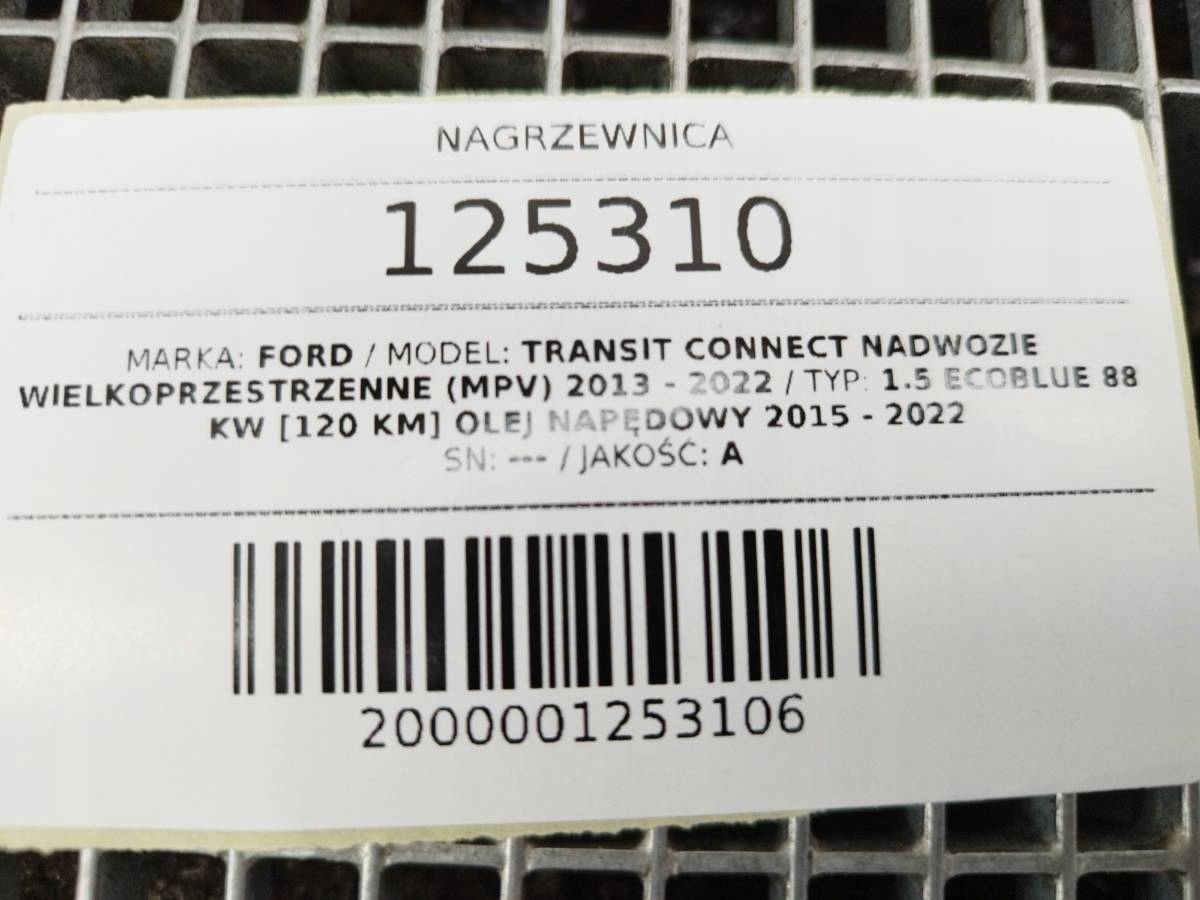 NAGRZEWNICA
125310
MARKA: FORD / MODEL: TRANSIT CONNECT NADWOZIE
WIELKOPRZESTRZENNE (MPV) 2013 - 2022 / TYP: 1.5 ECOBLUE 88
KW [120 KM] OLEJ NAPĘDOWY 2015 - 2022
SN: --- / JAKOŚĆ: A
2000001253106